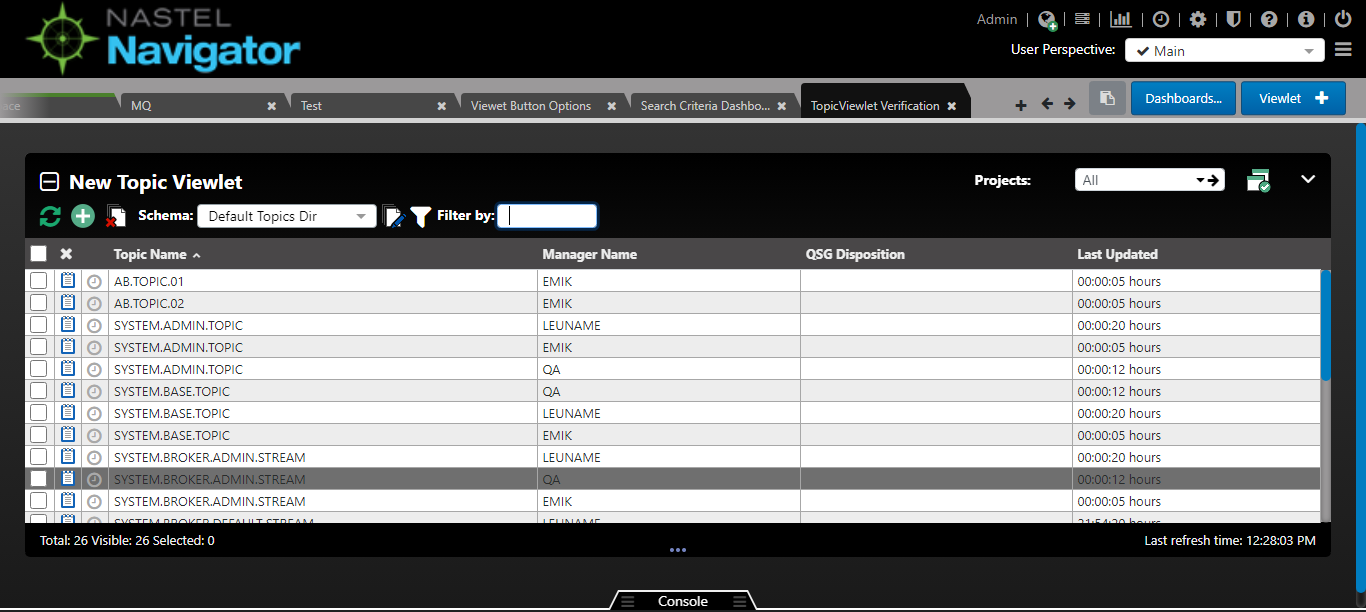 NASTEL
Navigator
Admin
User Perspective: Main
ace MQ Test Viewet Button Options Search Criteria Dashbo... TopicViewlet Verification Dashboards... Viewlet
New Topic Viewlet Projects: All
Schema: Default Topics Dir Filter by:
Topic Name Manager Name QSG Disposition Last Updated
AB.TOPIC.01 EMIK 00:00:05 hours
AB.TOPIC.02 EMIK 00:00:05 hours
SYSTEM.ADMIN.TOPIC LEUNAME 00:00:20 hours
SYSTEM.ADMIN.TOPIC EMIK 00:00:05 hours
SYSTEM.ADMIN.TOPIC QA 00:00:12 hours
SYSTEM.BASE.TOPIC QA 00:00:12 hours
SYSTEM.BASE.TOPIC LEUNAME 00:00:20 hours
SYSTEM.BASE.TOPIC EMIK 00:00:05 hours
SYSTEM.BROKER.ADMIN.STREAM LEUNAME 00:00:20 hours
SYSTEM.BROKER.ADMIN.STREAM QA 00:00:12 hours
SYSTEM.BROKER.ADMIN.STREAM EMIK 00:00:05 hours
SYSTEM.BROKER.DEFAULT.STREAM LEUNAME
Total: 26 Visible: 26 Selected: 0 Last refresh time: 12:28:03 PM
Console